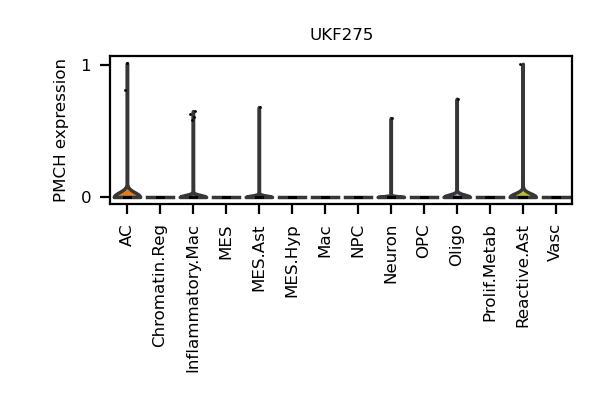 UKF275
PMCH expression
1
0
AC
Chromatin.Reg
Inflammatory.Mac
MES
MES.Ast
MES.Hyp
Mac
NPC
Neuron
OPC
Oligo
Prolif.Metab
Reactive.Ast
Vasc